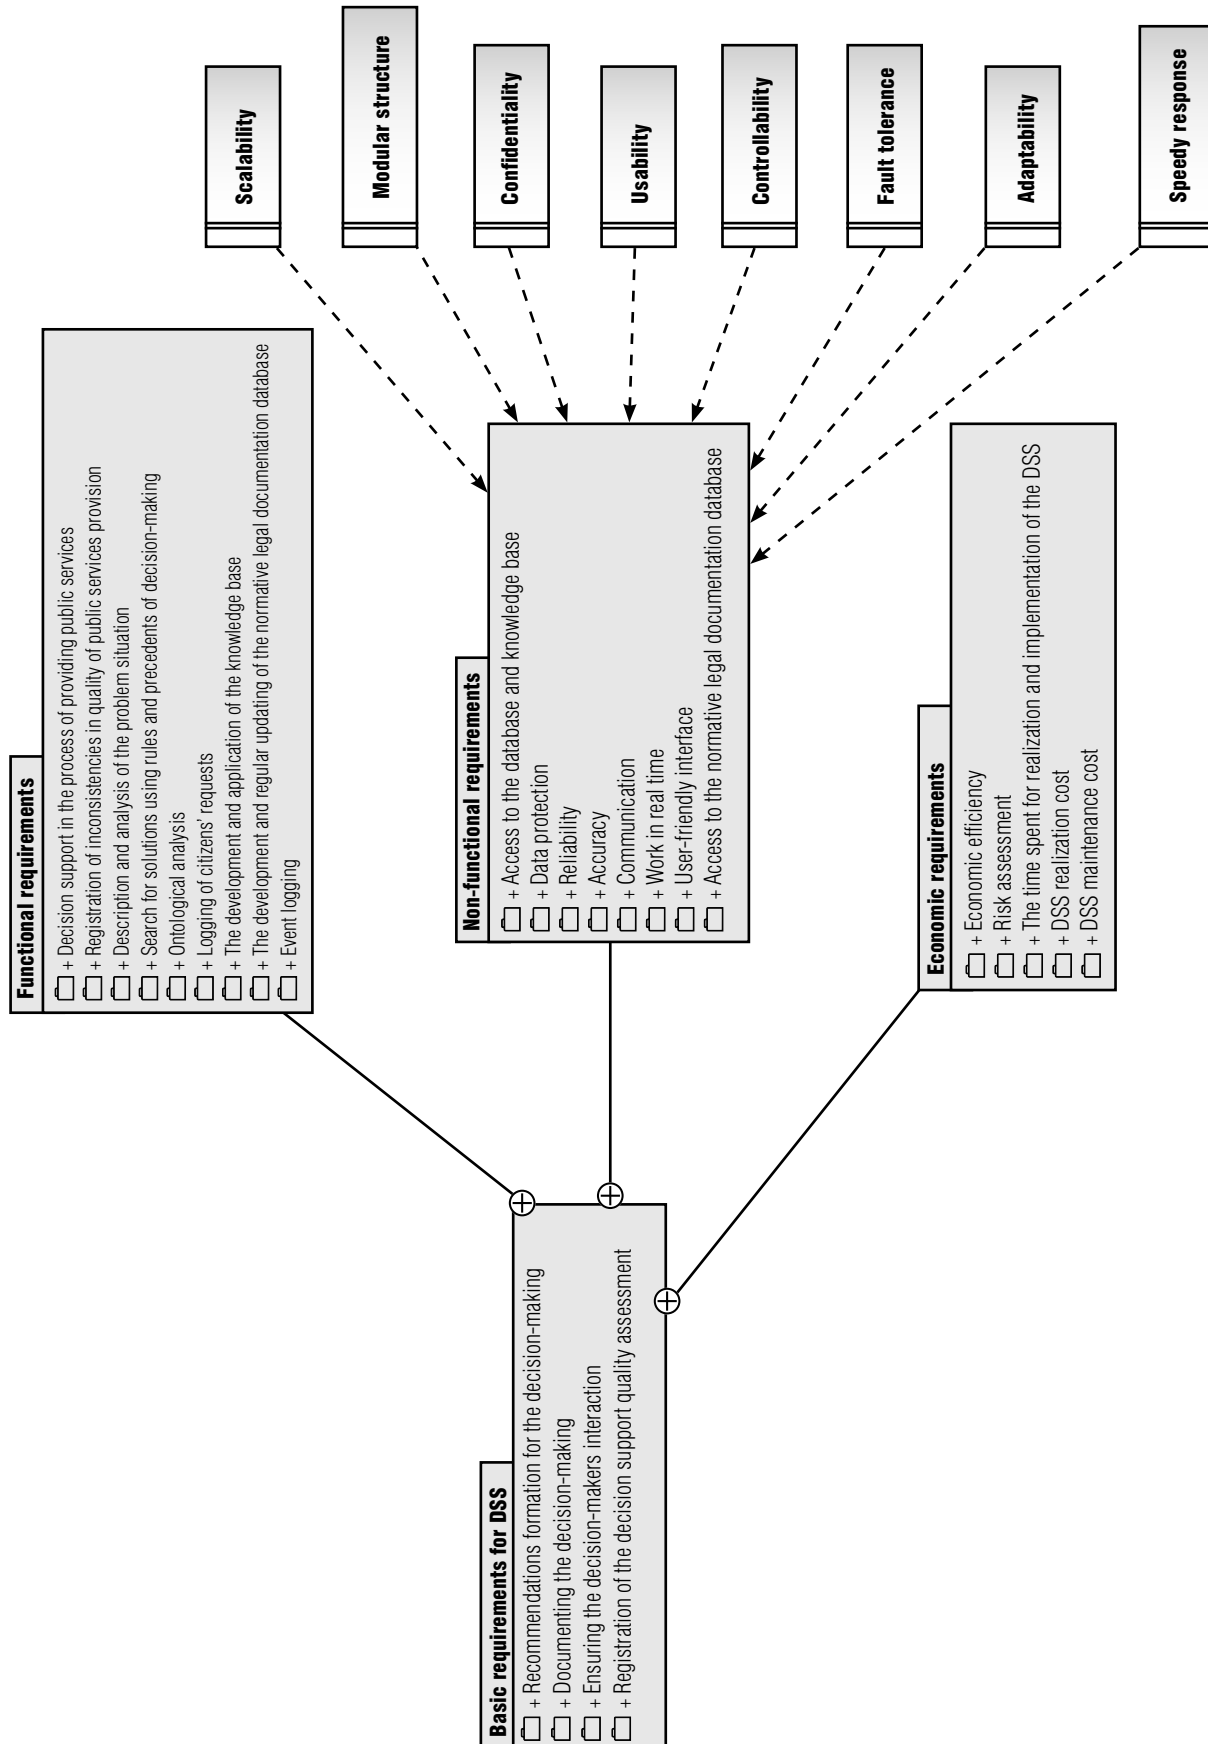 Basic requirements for DSS
+ Recommendations formation for the decision-making
+ Documenting the decision-making
+ Ensuring the decision-makers interaction
+ Registration of the decision support quality assessment
Functional requirements
+ Decision support in the process of providing public services
+ Registration of inconsistencies in quality of public services provision
+ Description and analysis of the problem situation
+ Search for solutions using rules and precedents of decision-making
+ Ontological analysis
+ Logging of citizens' requests
+ The development and application of the knowledge base
+ The development and regular updating of the normative legal documentation database
+ Event logging
Non-functional requirements
+ Access to the database and knowledge base
+ Data protection
+ Reliability
+ Accuracy
+ Communication
+ Work in real time
+ User-friendly interface
+ Access to the normative legal documentation database
Economic requirements
+ Economic efficiency
+ Risk assessment
+ The time spent for realization and implementation of the DSS
+ DSS realization cost
+ DSS maintenance cost
Scalability
Modular structure
Confidentiality
Usability
Controllability
Fault tolerance
Adaptability
Speedy response